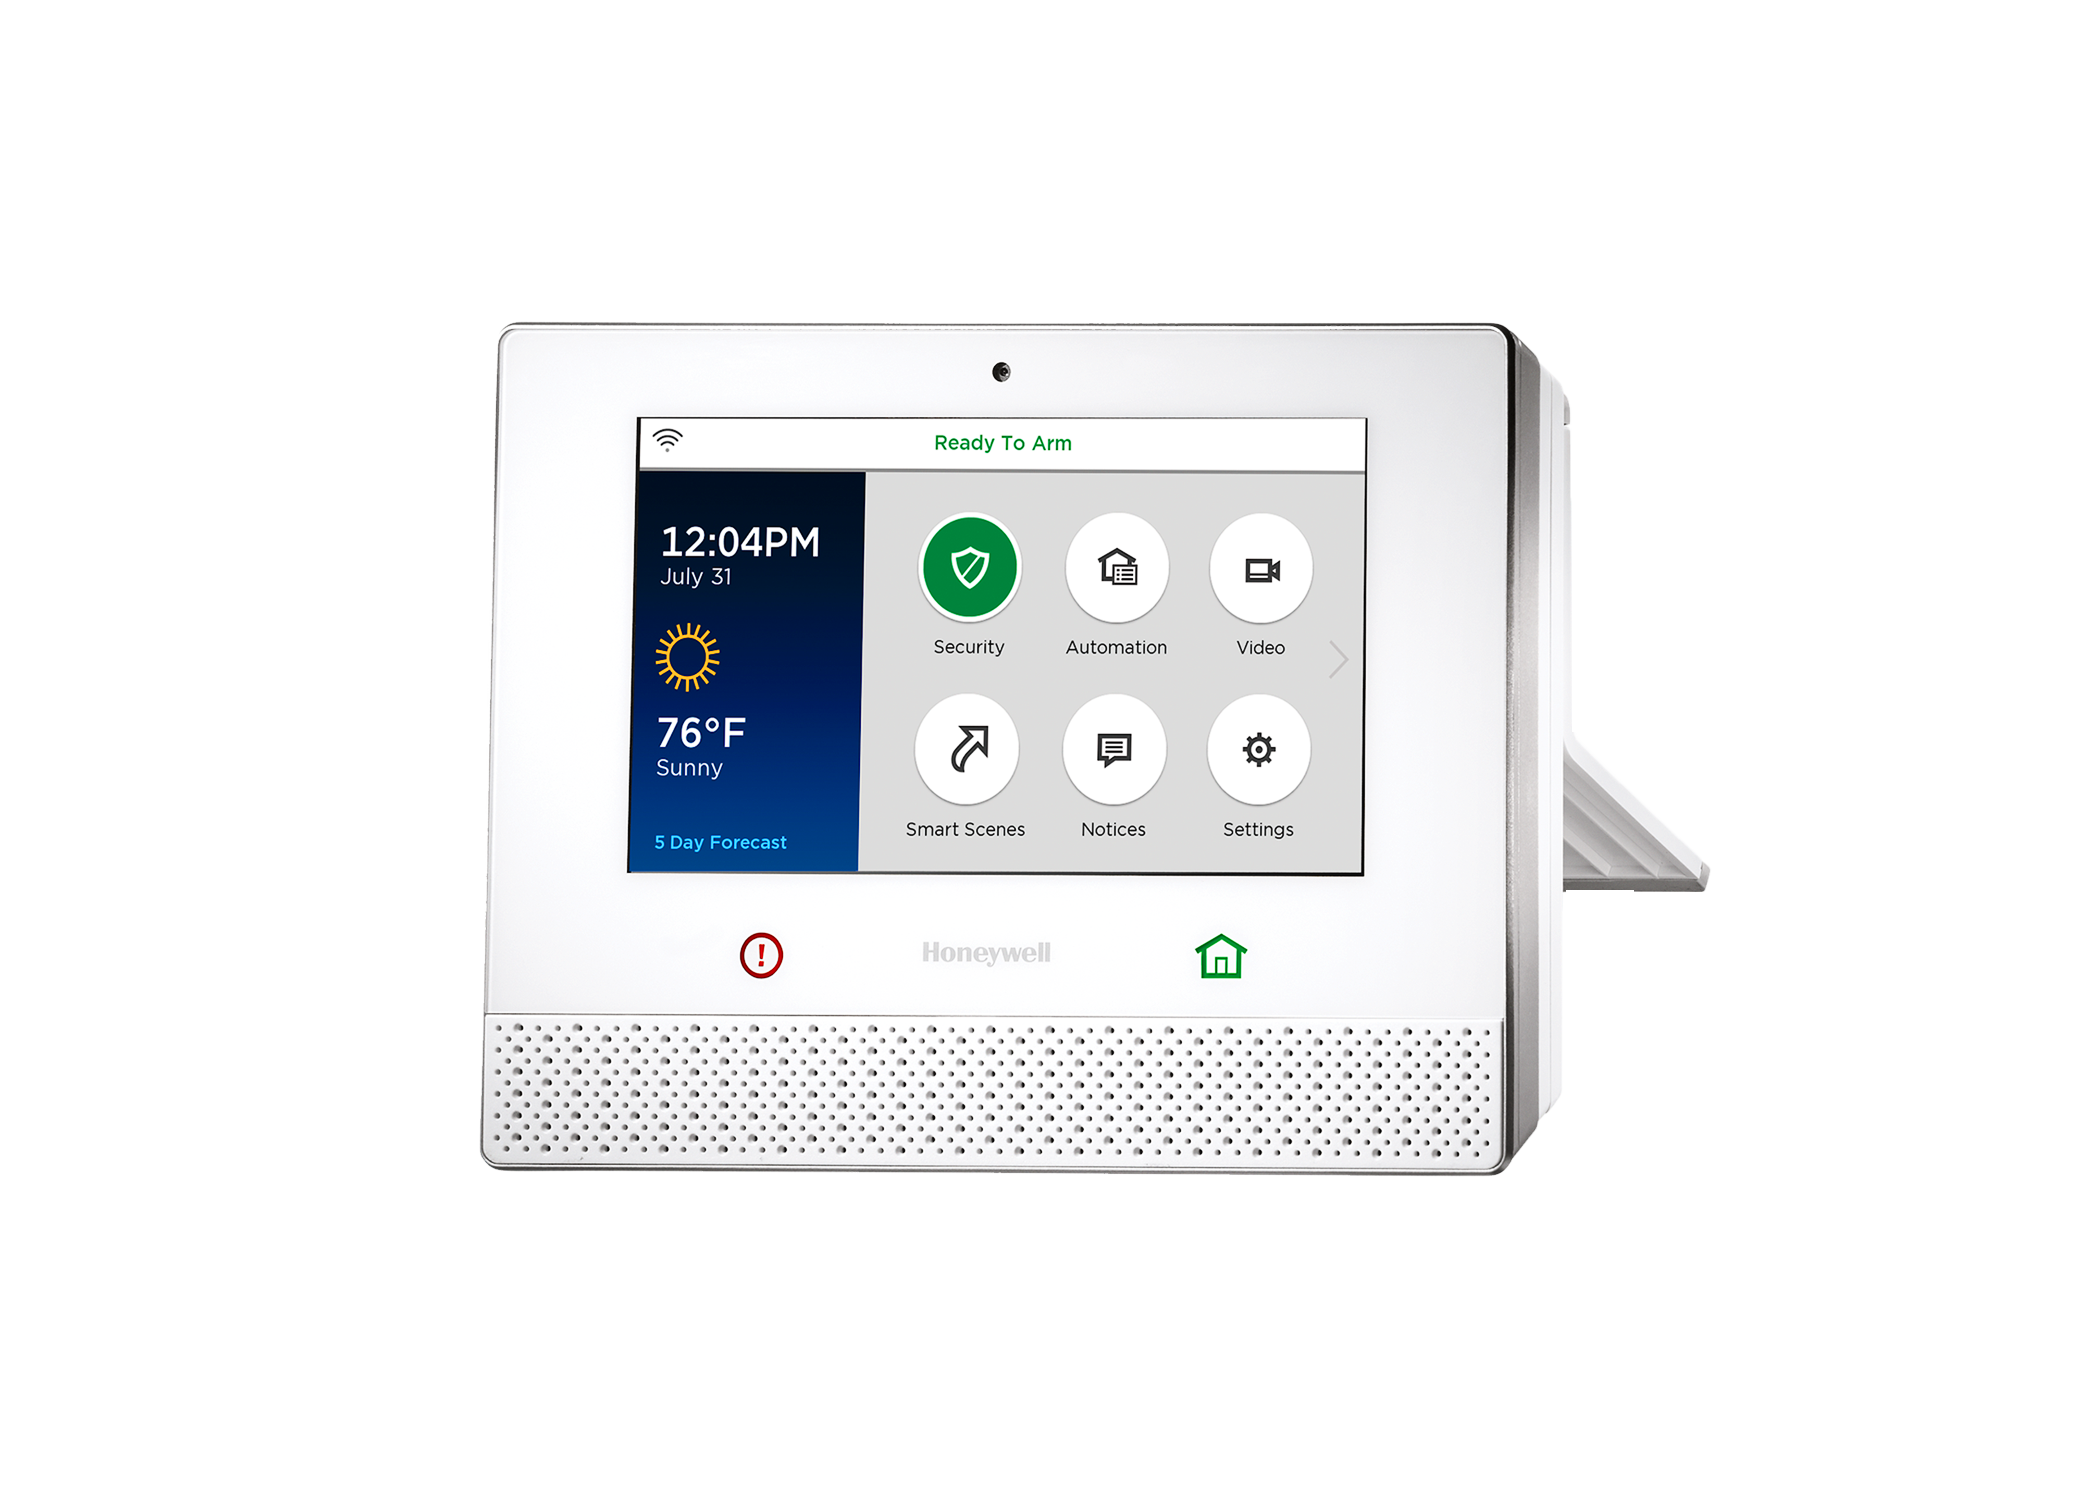 Ready To Arm
12:04PM
July 31
76°F
Sunny
5 Day Forecast
Security
Automation
Video
Smart Scenes
Notices
Settings
Honeywell